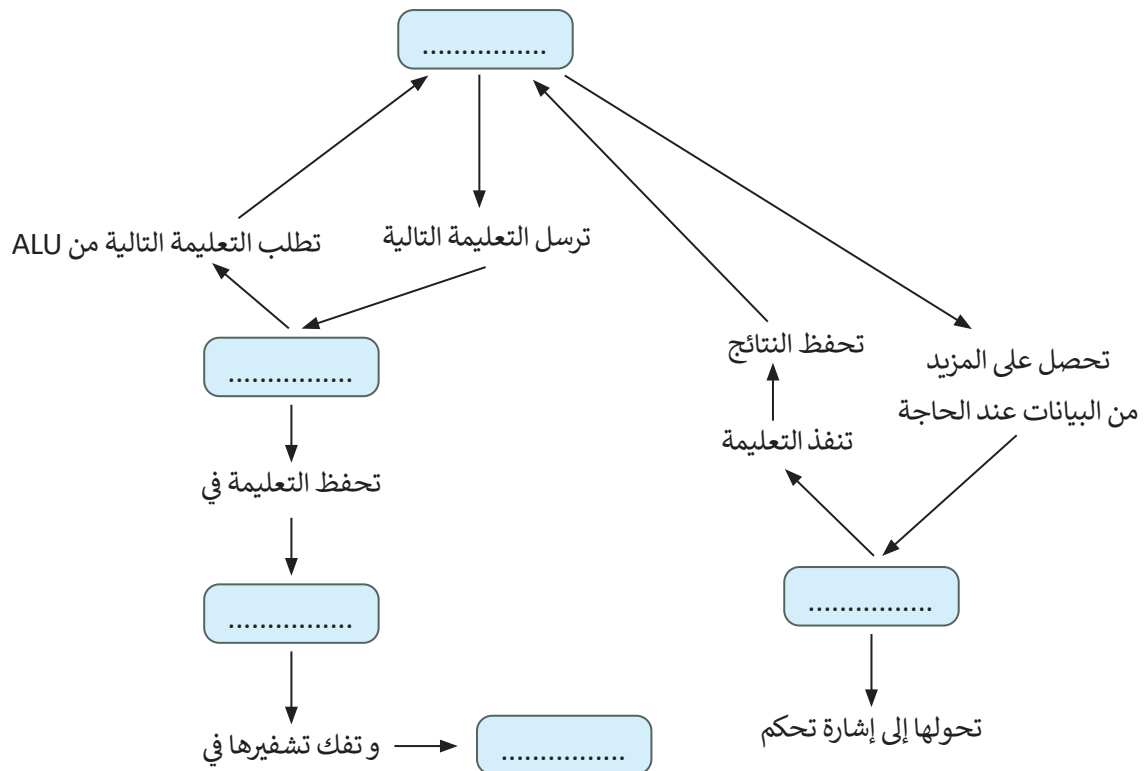 ................
تطلب التعليمة التالية من ALU
ترسل التعليمة التالية
تحفظ النتائج
تحصل على المزيد
من البيانات عند الحاجة
................
تنفذ التعليمة
تحفظ التعليمة في
................
................
و تفك تشفيرها في
................
تحولها إلى إشارة تحكم